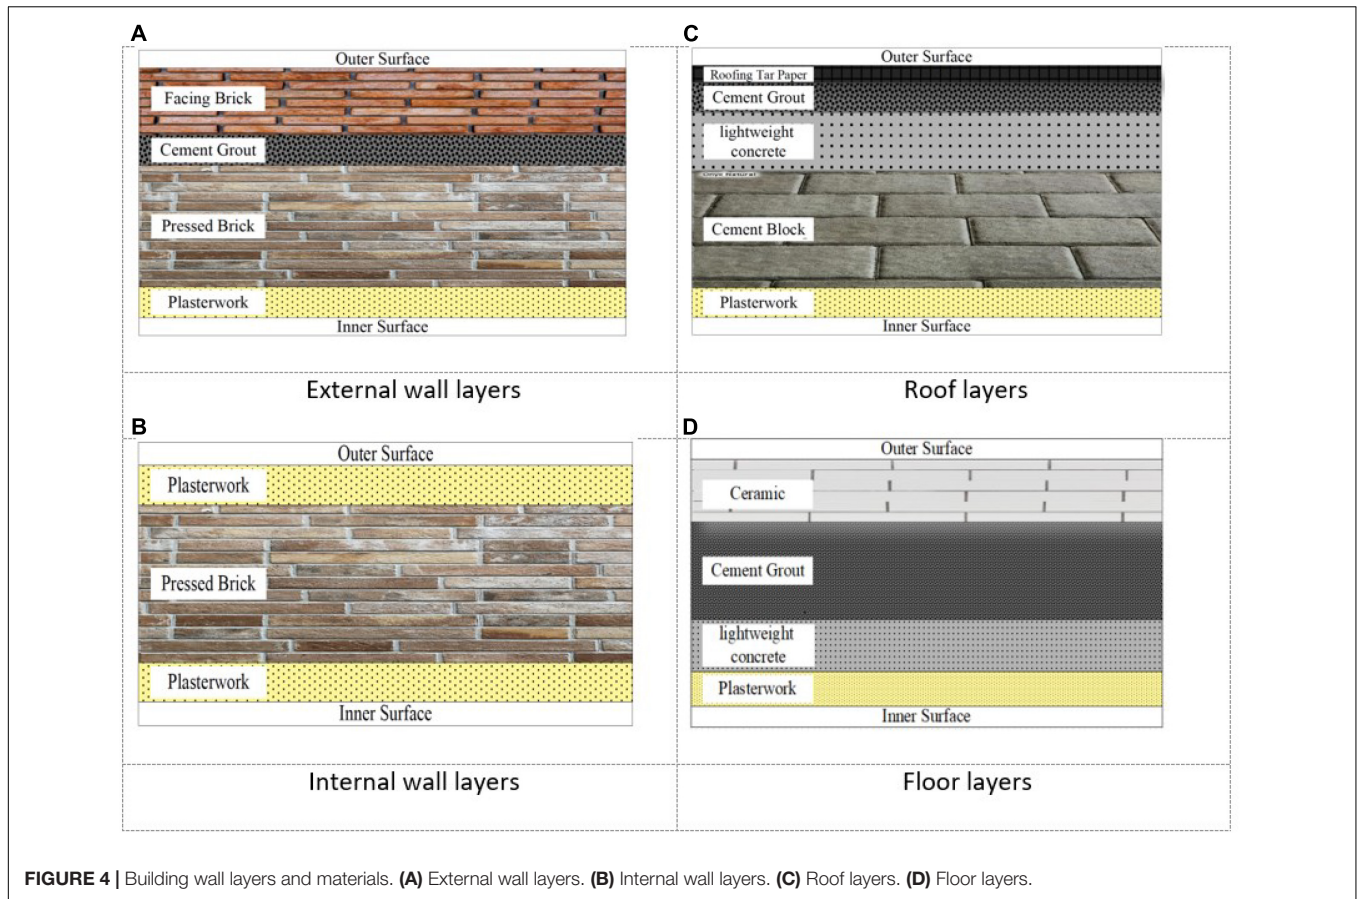 A
Outer Surface
Facing Brick
Cement Grout
Pressed Brick
Plasterwork
Inner Surface
External wall layers
C
Outer Surface
Roofing Tar Paper
Cement Grout
lightweight
concrete
Cement Block
Plasterwork
Inner Surface
Roof layers
B
Outer Surface
Plasterwork
Pressed Brick
Plasterwork
Inner Surface
Internal wall layers
D
Outer Surface
Ceramic
Cement Grout
lightweight
concrete
Plasterwork
Inner Surface
Floor layers
FIGURE 4 | Building wall layers and materials. (A) External wall layers. (B) Internal wall layers. (C) Roof layers. (D) Floor layers.